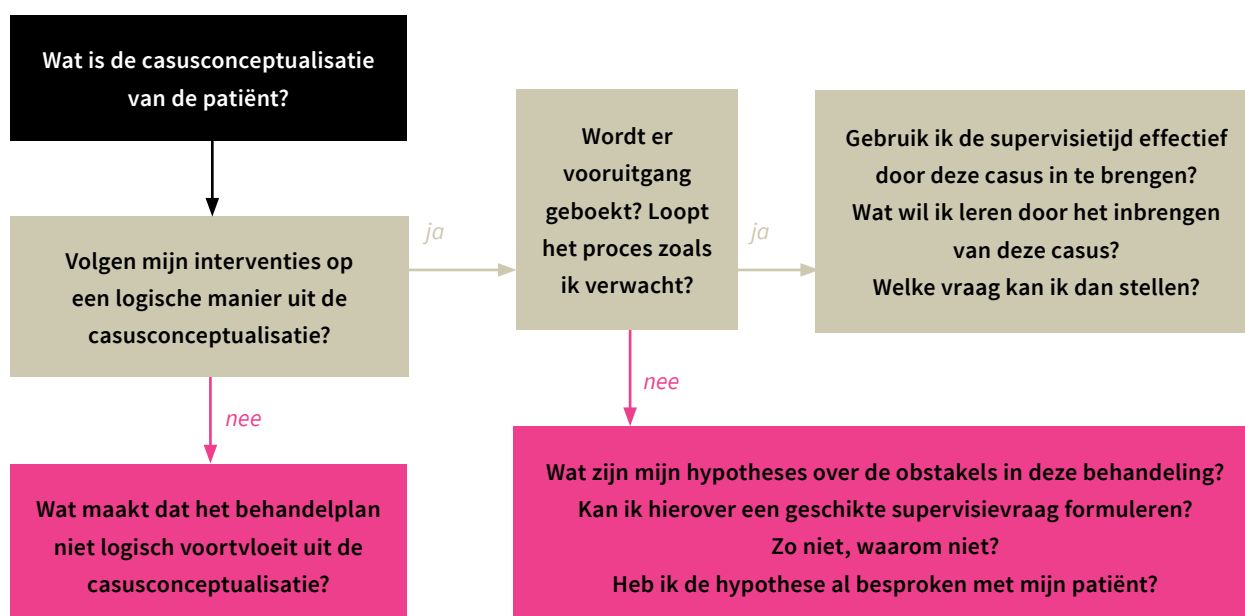 Wat is de casusconceptualisatie
van de patiënt?
Volgen mijn interventies op
een logische manier uit de
casusconceptualisatie?
ja
Wordt er
vooruitgang
geboekt? Loopt
het proces zoals
ik verwacht?
ja
Gebruik ik de supervisietijd effectief
door deze casus in te brengen?
Wat wil ik leren door het inbrengen
van deze casus?
Welke vraag kan ik dan stellen?
nee
Wat maakt dat het behandelplan
niet logisch voortvloeit uit de
casusconceptualisatie?
nee
Wat zijn mijn hypotheses over de obstakels in deze behandeling?
Kan ik hierover een geschikte supervisievraag formuleren?
Zo niet, waarom niet?
Heb ik de hypothese al besproken met mijn patiënt?